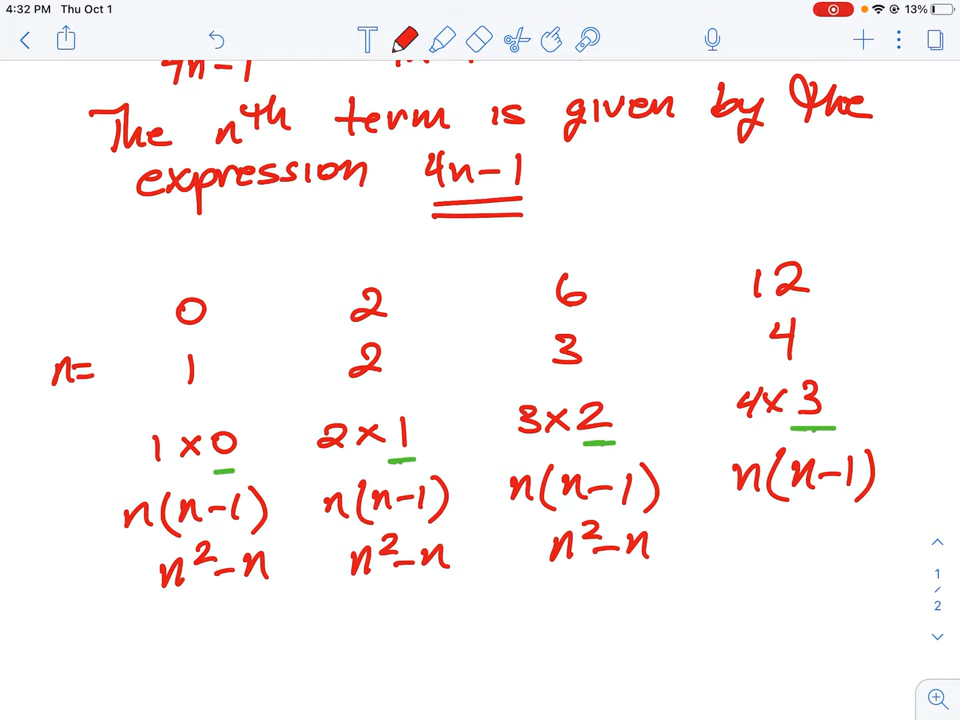 4:32 PM Thu Oct 1 13%
T
4n-1
The nth term is given by the
expression 4n-1
0 2 6 12
n= 1 2 3 4
1×0 2×1 3×2 4×3
n(n-1) n(n-1) n(n-1) n(n-1)
n²-n n²-n n²-n
1
/
2